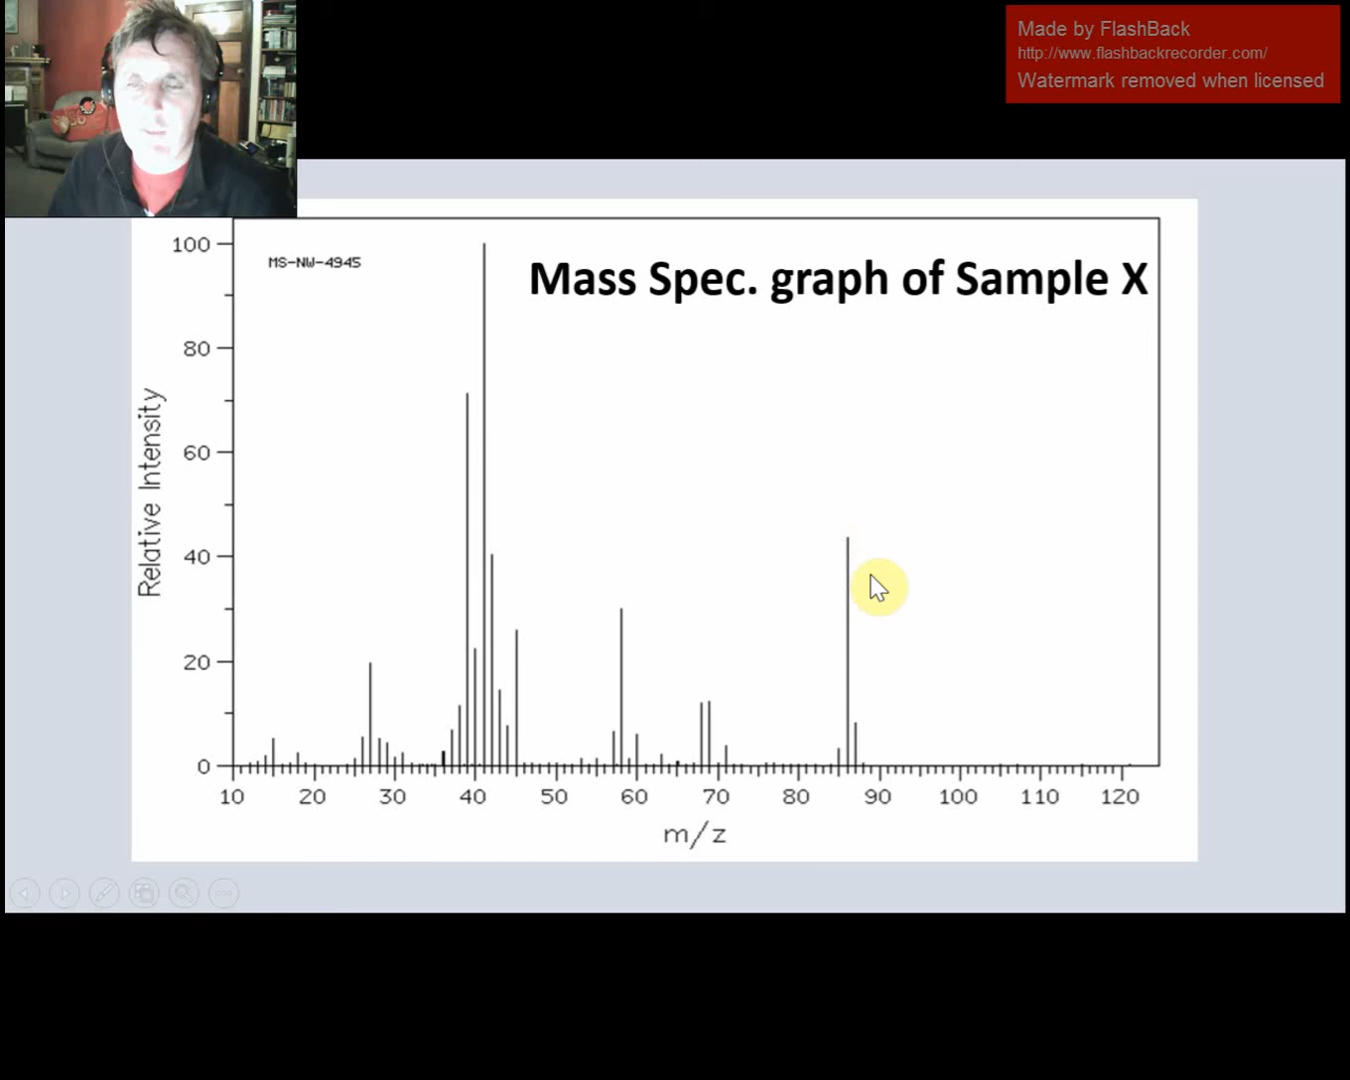 Made by FlashBack
http://www.flashbackrecorder.com/
Watermark removed when licensed
MS-NW-4945
Mass Spec. graph of Sample X
Relative Intensity
100
80
60
40
20
0
10 20 30 40 50 60 70 80 90 100 110 120
m/z